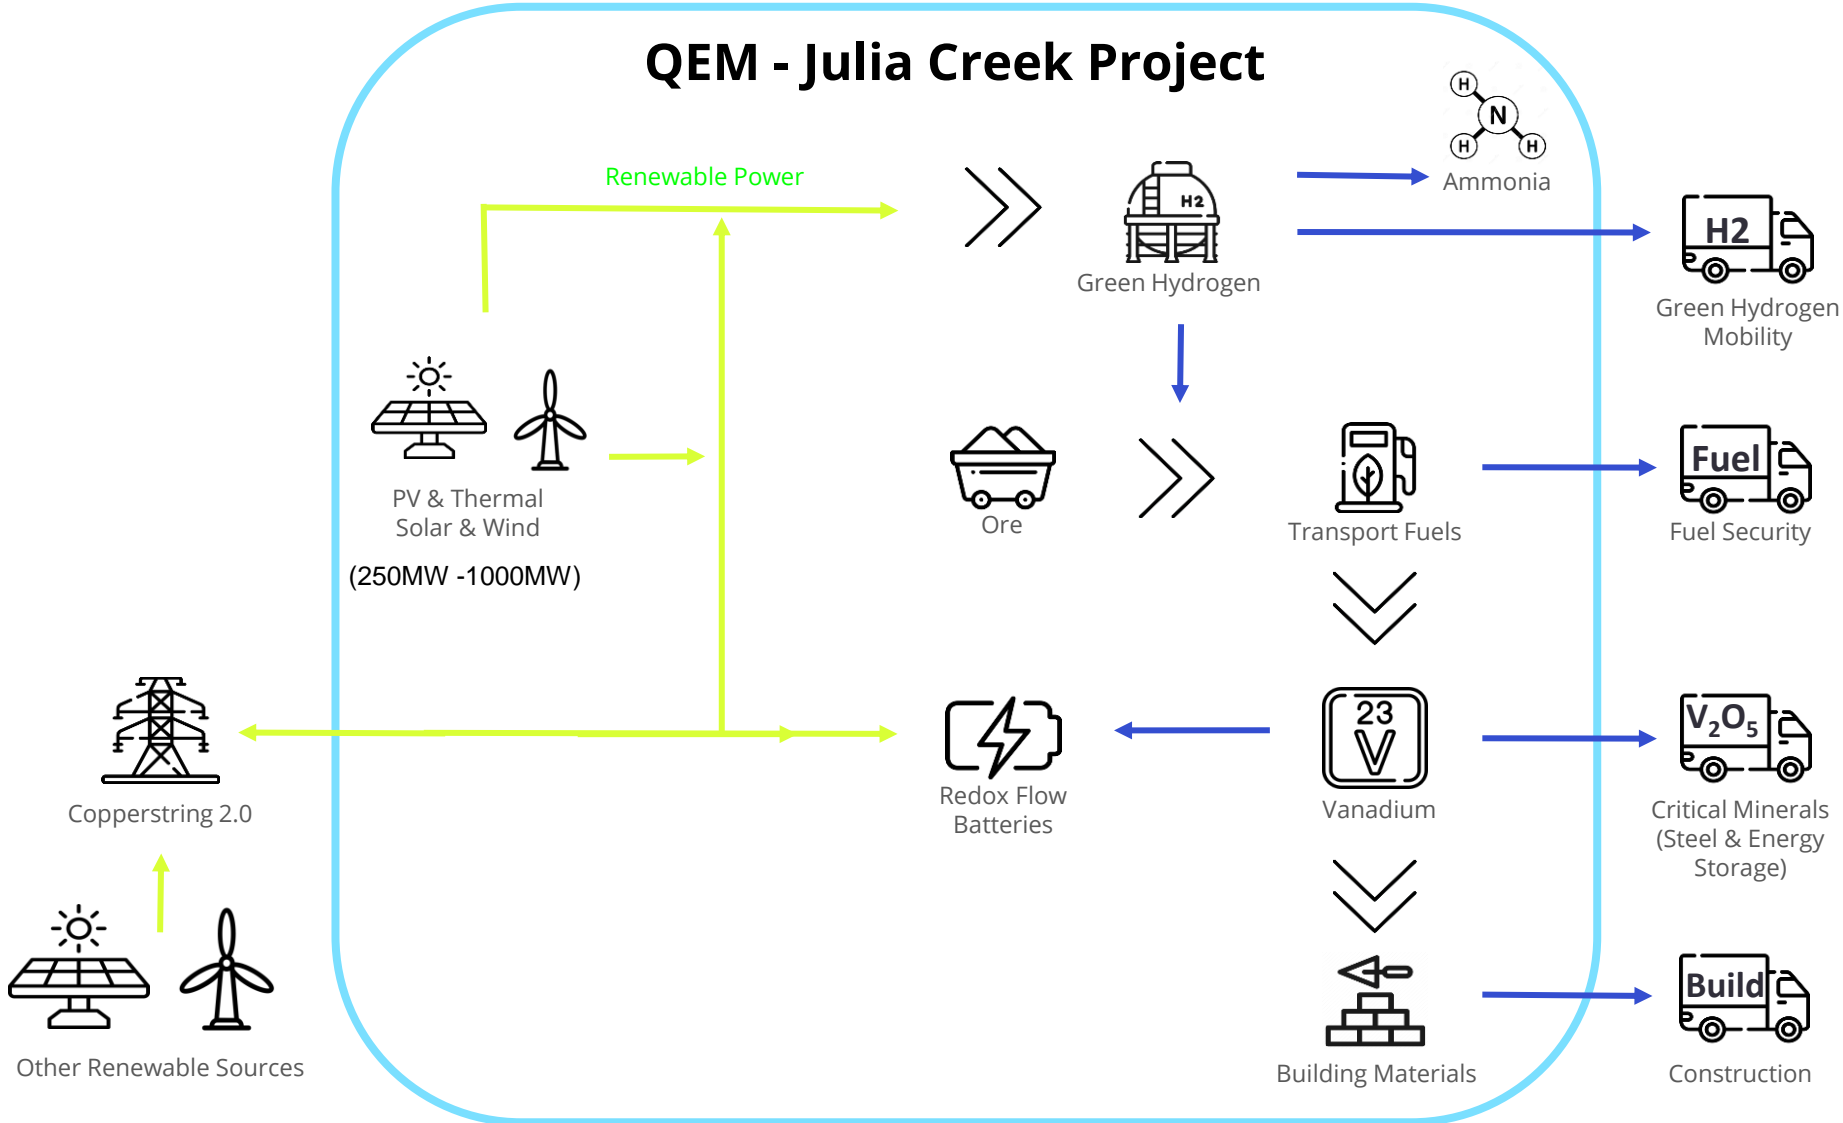 QEM - Julia Creek Project
H
N
H
H
Ammonia
Renewable Power
H2
Green Hydrogen
H2
Green Hydrogen
Mobility
PV & Thermal
Solar & Wind
(250MW -1000MW)
Ore
Transport Fuels
Fuel
Fuel Security
Copperstring 2.0
Redox Flow
Batteries
23
V
Vanadium
V₂O₅
Critical Minerals
(Steel & Energy
Storage)
Other Renewable Sources
Building Materials
Build
Construction